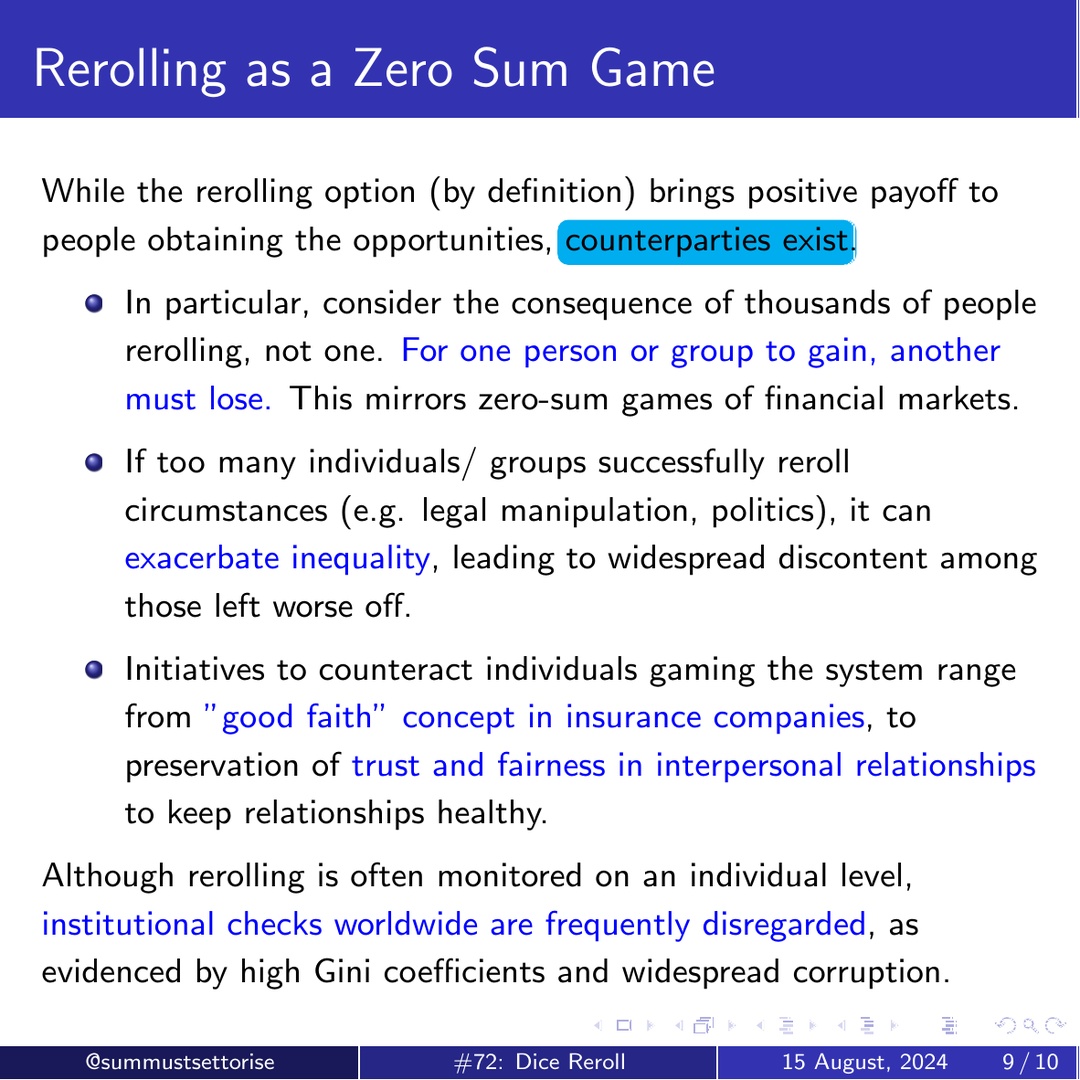 Rerolling as a Zero Sum Game
While the rerolling option (by definition) brings positive payoff to
people obtaining the opportunities, counterparties exist.
In particular, consider the consequence of thousands of people
rerolling, not one. For one person or group to gain, another
must lose. This mirrors zero-sum games of financial markets.
If too many individuals/ groups successfully reroll
circumstances (e.g. legal manipulation, politics), it can
exacerbate inequality, leading to widespread discontent among
those left worse off.
Initiatives to counteract individuals gaming the system range
from ”good faith” concept in insurance companies, to
preservation of trust and fairness in interpersonal relationships
to keep relationships healthy.
Although rerolling is often monitored on an individual level,
institutional checks worldwide are frequently disregarded, as
evidenced by high Gini coefficients and widespread corruption.
@summustsettorise #72: Dice Reroll 15 August, 2024 9 / 10